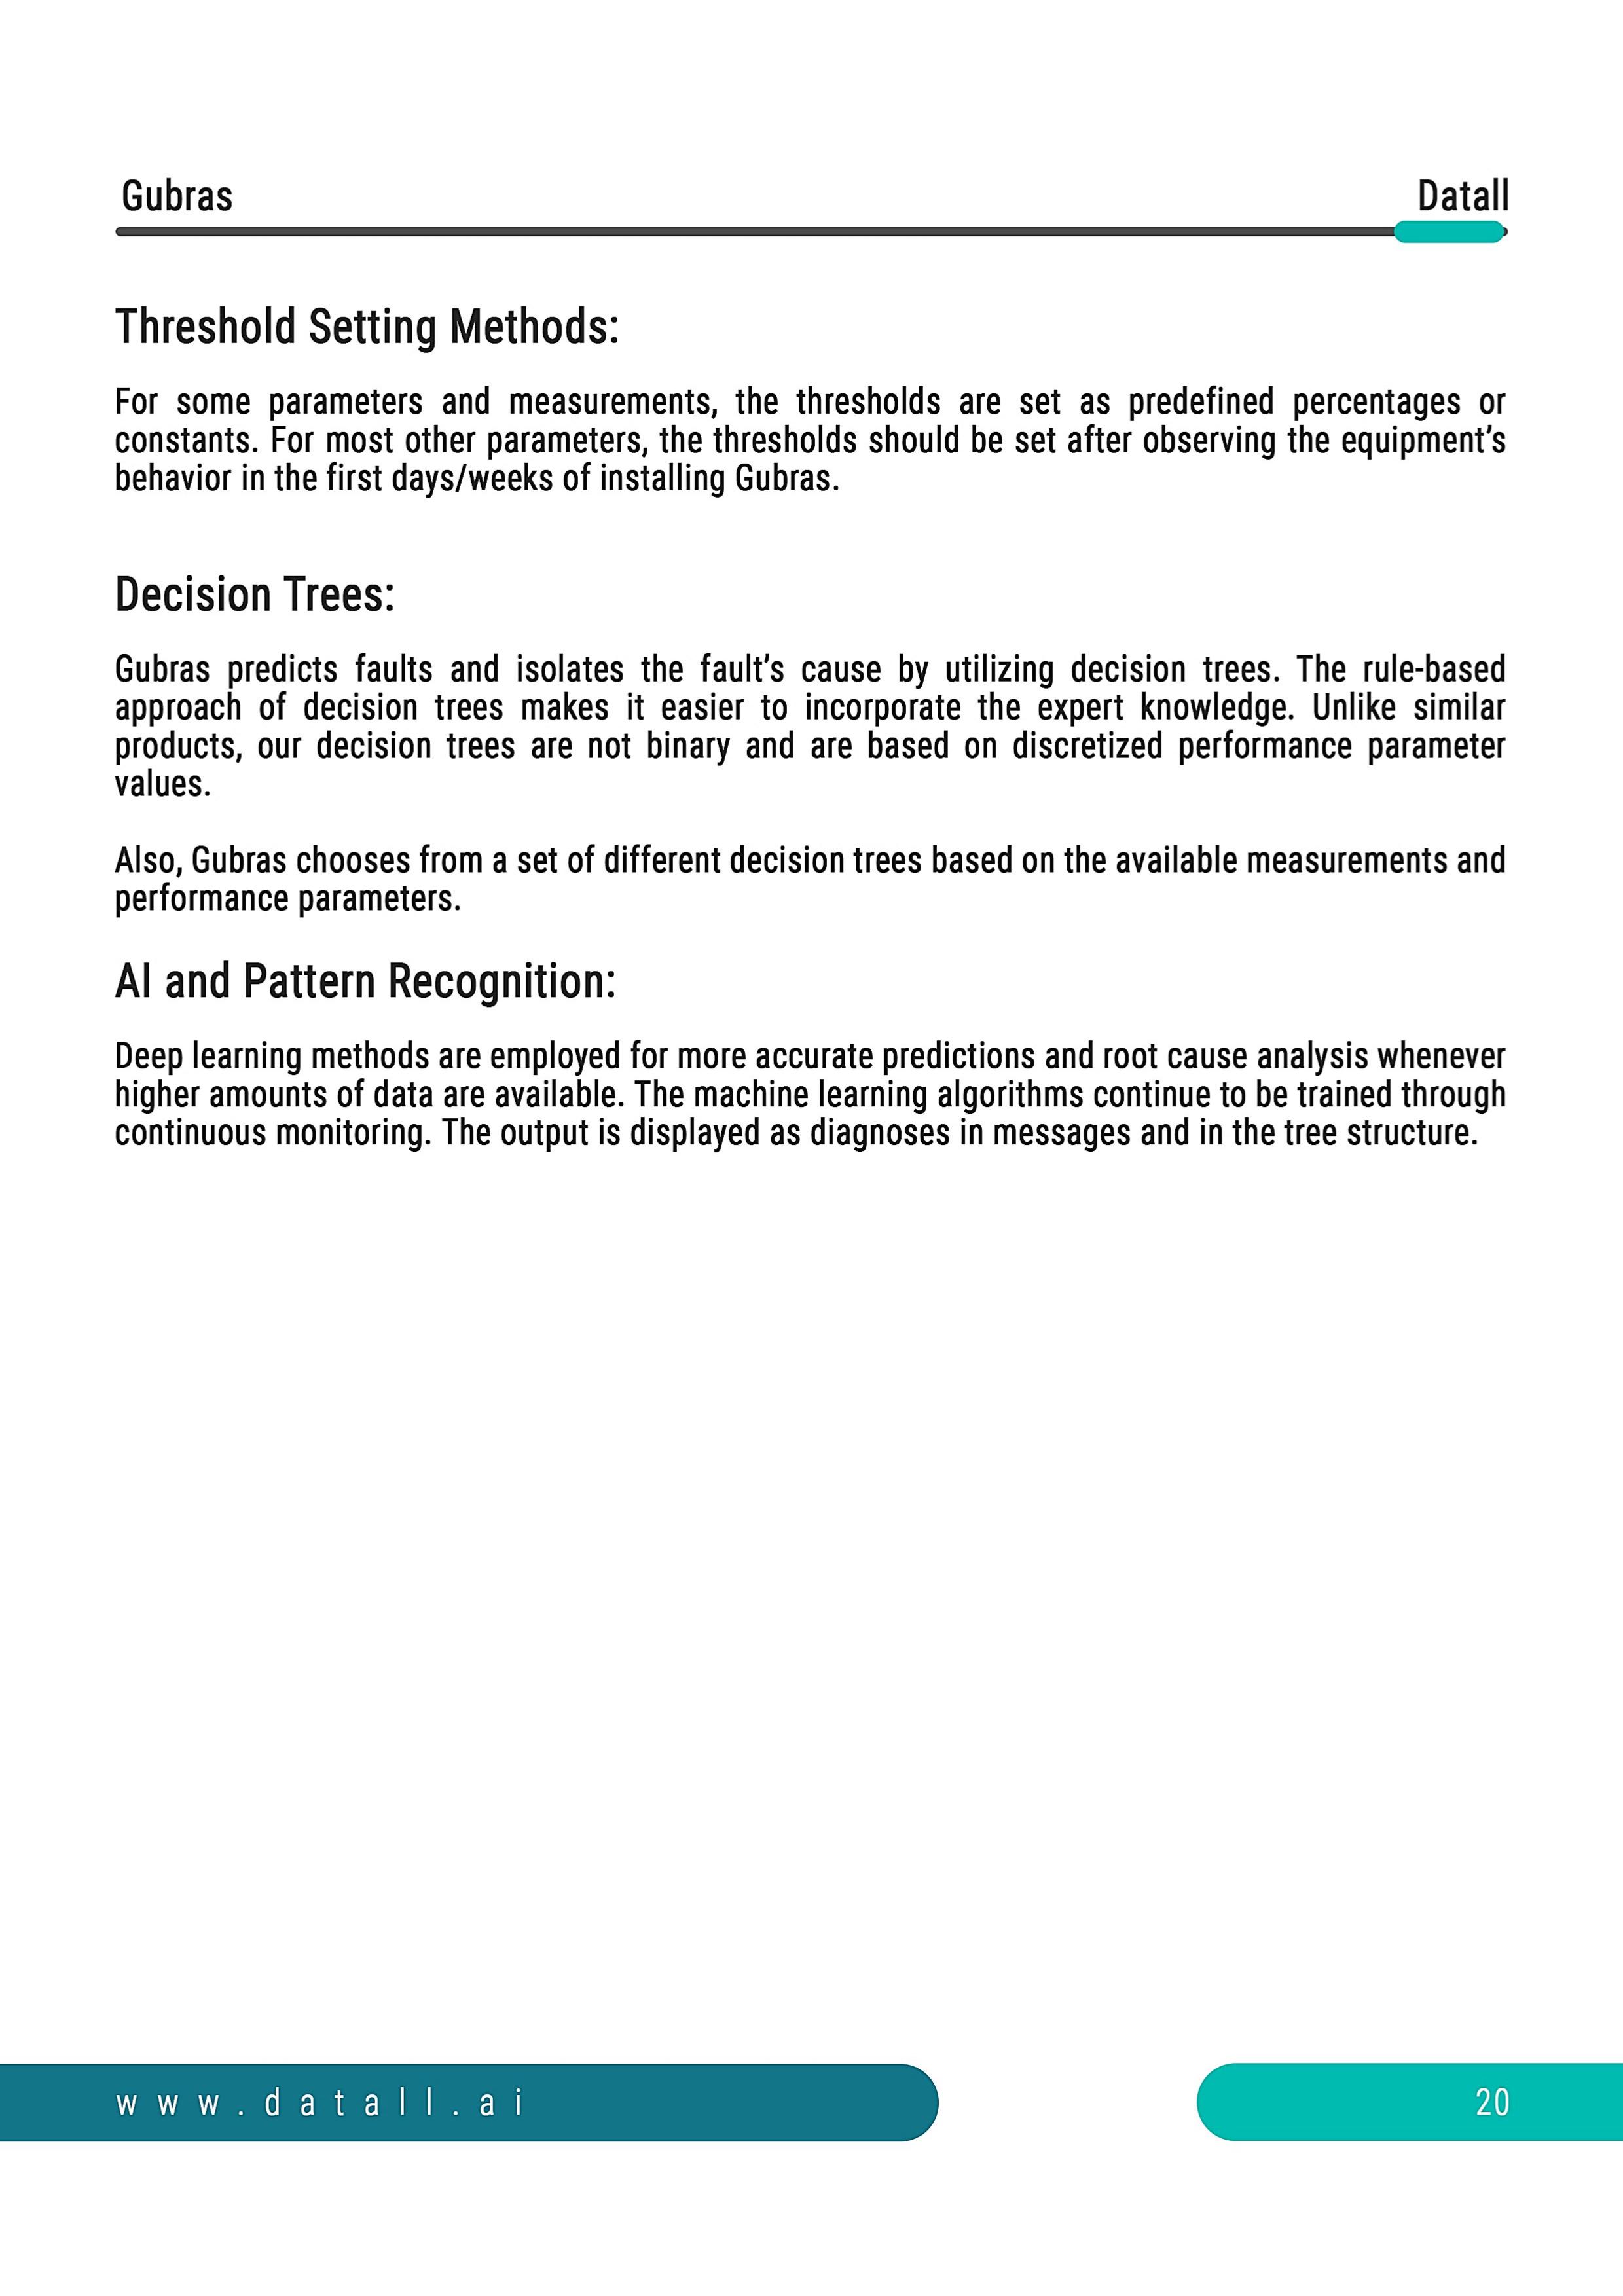 Gubras
Datall
Threshold Setting Methods:
For some parameters and measurements, the thresholds are set as predefined percentages or
constants. For most other parameters, the thresholds should be set after observing the equipment’s
behavior in the first days/weeks of installing Gubras.
Decision Trees:
Gubras predicts faults and isolates the fault’s cause by utilizing decision trees. The rule-based
approach of decision trees makes it easier to incorporate the expert knowledge. Unlike similar
products, our decision trees are not binary and are based on discretized performance parameter
values.
Also, Gubras chooses from a set of different decision trees based on the available measurements and
performance parameters.
AI and Pattern Recognition:
Deep learning methods are employed for more accurate predictions and root cause analysis whenever
higher amounts of data are available. The machine learning algorithms continue to be trained through
continuous monitoring. The output is displayed as diagnoses in messages and in the tree structure.
www.datall.ai
20